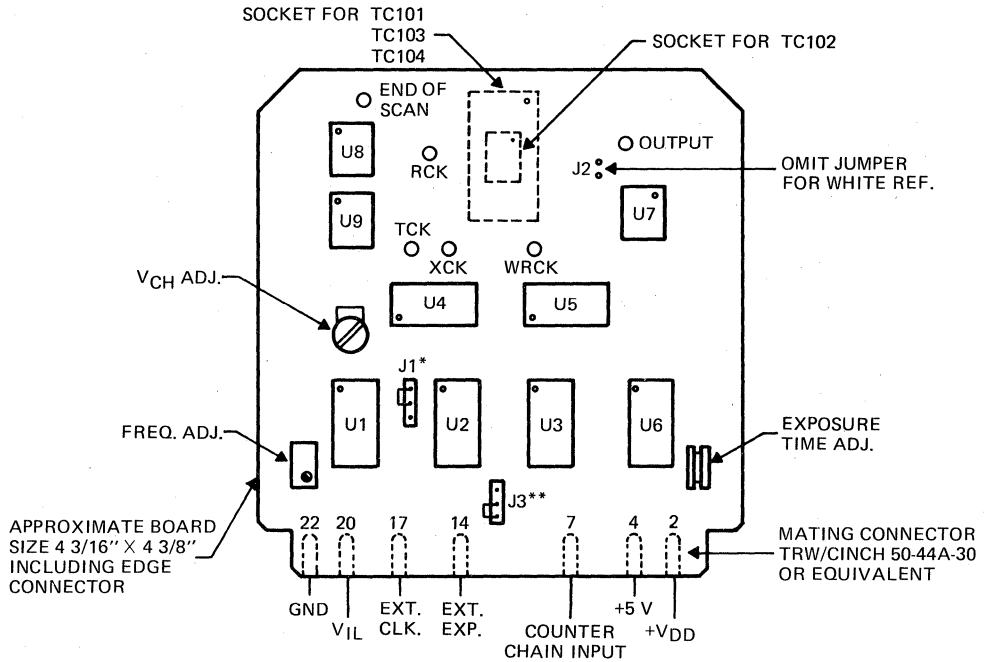 SOCKET FOR TC101
TC103
TC104
SOCKET FOR TC102
END OF
SCAN
OUTPUT
U8
RCK
J2
OMIT JUMPER
FOR WHITE REF.
U9
U7
TCK
XCK
WRCK
VCH ADJ.
U4
U5
J1*
U1
U2
U3
U6
FREQ. ADJ.
EXPOSURE
TIME ADJ.
J3**
APPROXIMATE BOARD
SIZE 4 3/16" X 4 3/8"
INCLUDING EDGE
CONNECTOR
22 20 17 14 7 4 2
MATING CONNECTOR
TRW/CINCH 50-44A-30
OR EQUIVALENT
GND
VIL
EXT.
CLK.
EXT.
EXP.
COUNTER
CHAIN INPUT
+5 V
+VDD